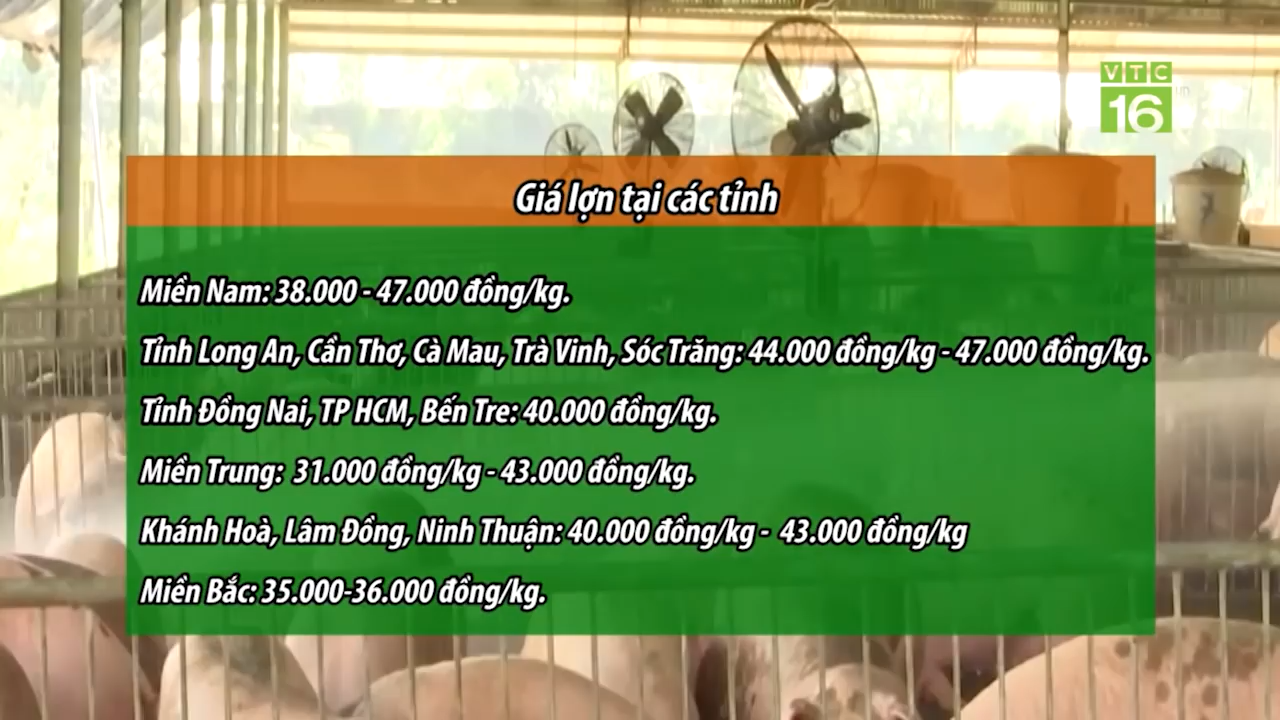 VTC
16
Giá lợn tại các tỉnh
Miền Nam: 38.000 - 47.000 đồng/kg.
Tỉnh Long An, Cần Thơ, Cà Mau, Trà Vinh, Sóc Trăng: 44.000 đồng/kg - 47.000 đồng/kg.
Tỉnh Đồng Nai, TP HCM, Bến Tre: 40.000 đồng/kg.
Miền Trung: 31.000 đồng/kg - 43.000 đồng/kg.
Khánh Hoà, Lâm Đồng, Ninh Thuận: 40.000 đồng/kg - 43.000 đồng/kg
Miền Bắc: 35.000-36.000 đồng/kg.